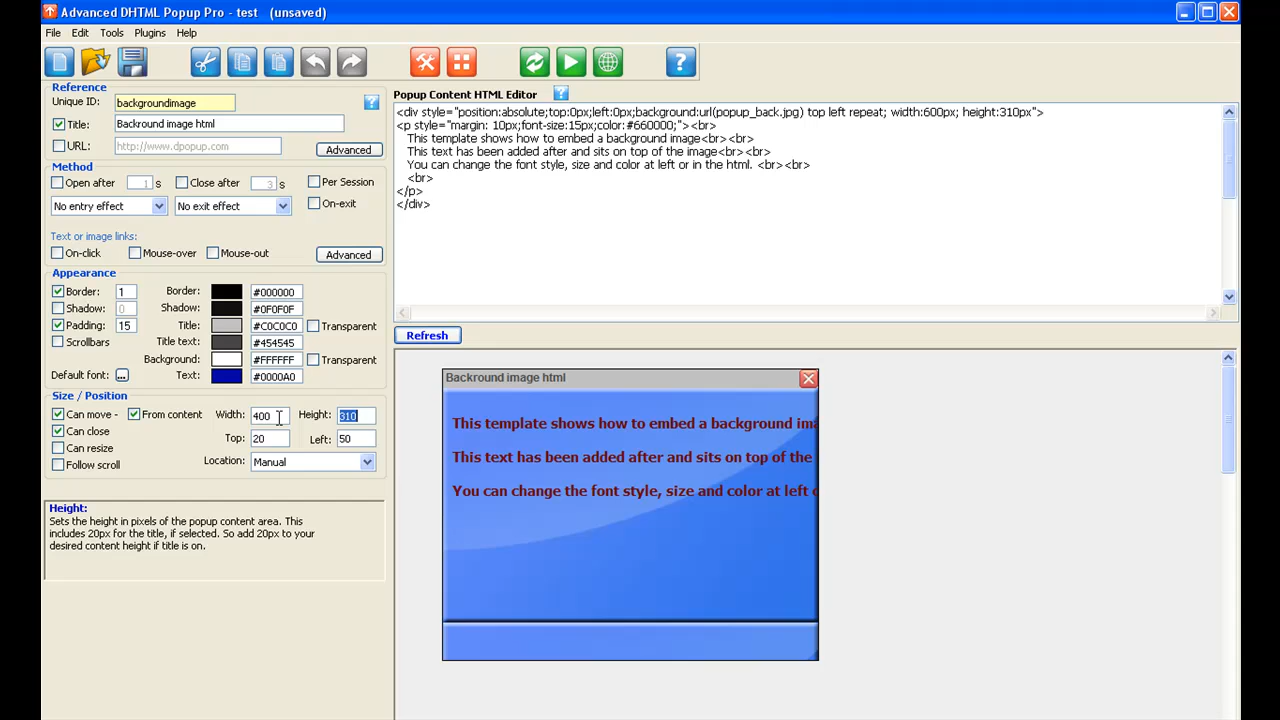 Advanced DHTML Popup Pro - test    (unsaved)
File Edit Tools Plugins Help
Reference
Unique ID: backgroundimage
Title: Backround image html
URL: http://www.dpopup.com
Advanced
Method
Open after 1 s Close after 3 s Per Session
No entry effect No exit effect On-exit
Text or image links:
On-click Mouse-over Mouse-out Advanced
Appearance
Border: 1 Border: #000000
Shadow: 0 Shadow: #0F0F0F
Padding: 15 Title: #C0C0C0 Transparent
Scrollbars Title text: #454545
Background: #FFFFFF Transparent
Default font: ... Text: #0000A0
Size / Position
Can move - From content Width: 400 Height: 310
Can close Top: 20 Left: 50
Can resize
Follow scroll Location: Manual
Height:
Sets the height in pixels of the popup content area. This
includes 20px for the title, if selected. So add 20px to your
desired content height if title is on.
Popup Content HTML Editor ?
<div style="position:absolute;top:0px;left:0px;background:url(popup_back.jpg) top left repeat; width:600px; height:310px">
<p style="margin: 10px;font-size:15px;color:#660000;"><br>
This template shows how to embed a background image<br><br>
This text has been added after and sits on top of the image<br><br>
You can change the font style, size and color at left or in the html. <br><br>
<br>
</p>
</div>
Refresh
Backround image html
This template shows how to embed a background ima
This text has been added after and sits on top of the
You can change the font style, size and color at left o